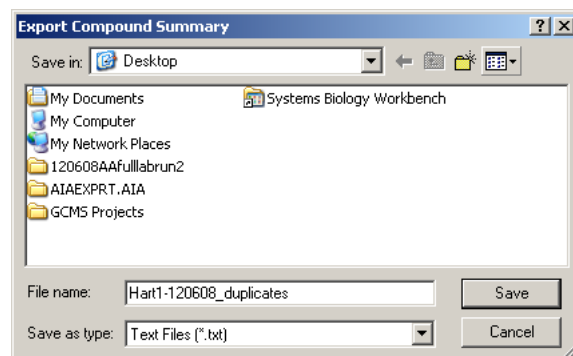 Export Compound Summary
Save in: Desktop
My Documents
My Computer
My Network Places
120608AAfulllabrun2
AIAEXPRT.AIA
GCMS Projects
Systems Biology Workbench
File name: Hart1-120608_duplicates
Save
Save as type: Text Files (*.txt)
Cancel